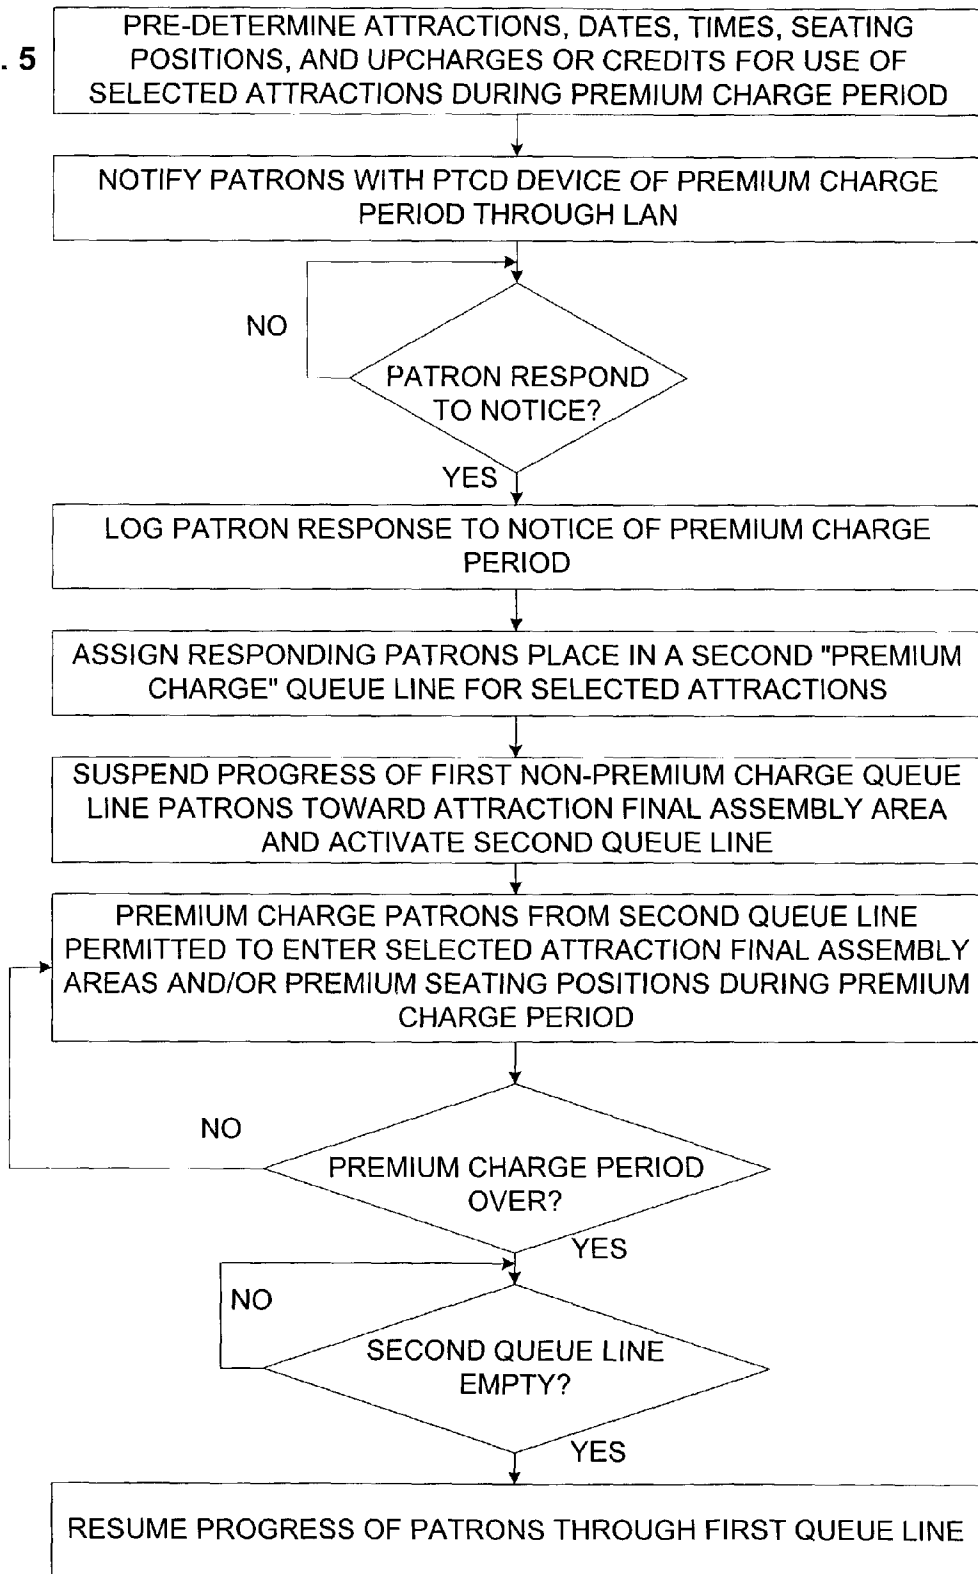 PRE-DETERMINE ATTRACTIONS, DATES, TIMES, SEATING
. 5
POSITIONS, AND UPCHARGES OR CREDITS FOR USE OF
SELECTED ATTRACTIONS DURING PREMIUM CHARGE PERIOD
NOTIFY PATRONS WITH PTCD DEVICE OF PREMIUM CHARGE
PERIOD THROUGH LAN
NO
PATRON RESPOND
TO NOTICE?
YES
LOG PATRON RESPONSE TO NOTICE OF PREMIUM CHARGE
PERIOD
ASSIGN RESPONDING PATRONS PLACE IN A SECOND "PREMIUM
CHARGE" QUEUE LINE FOR SELECTED ATTRACTIONS
SUSPEND PROGRESS OF FIRST NON-PREMIUM CHARGE QUEUE
LINE PATRONS TOWARD ATTRACTION FINAL ASSEMBLY AREA
AND ACTIVATE SECOND QUEUE LINE
PREMIUM CHARGE PATRONS FROM SECOND QUEUE LINE
PERMITTED TO ENTER SELECTED ATTRACTION FINAL ASSEMBLY
AREAS AND/OR PREMIUM SEATING POSITIONS DURING PREMIUM
CHARGE PERIOD
NO
PREMIUM CHARGE PERIOD
OVER?
YES
NO
SECOND QUEUE LINE
EMPTY?
YES
RESUME PROGRESS OF PATRONS THROUGH FIRST QUEUE LINE